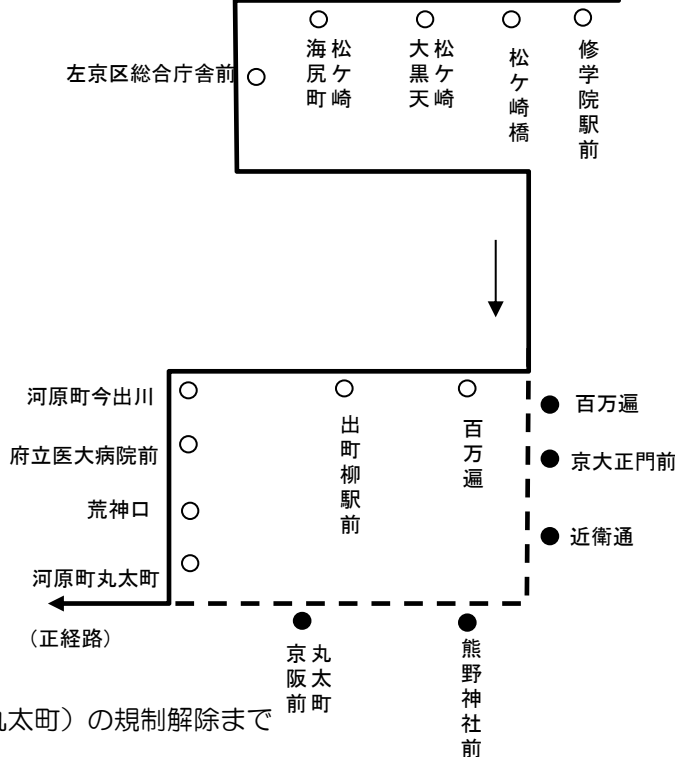 左京区総合庁舎前
松ケ崎海尻町
松ケ崎大黒天
松ケ崎橋
修学院駅前
河原町今出川
府立医大病院前
荒神口
河原町丸太町
(正経路)
出町柳駅前
百万遍
百万遍
京大正門前
近衛通
丸太町京阪前
熊野神社前
太町)の規制解除まで